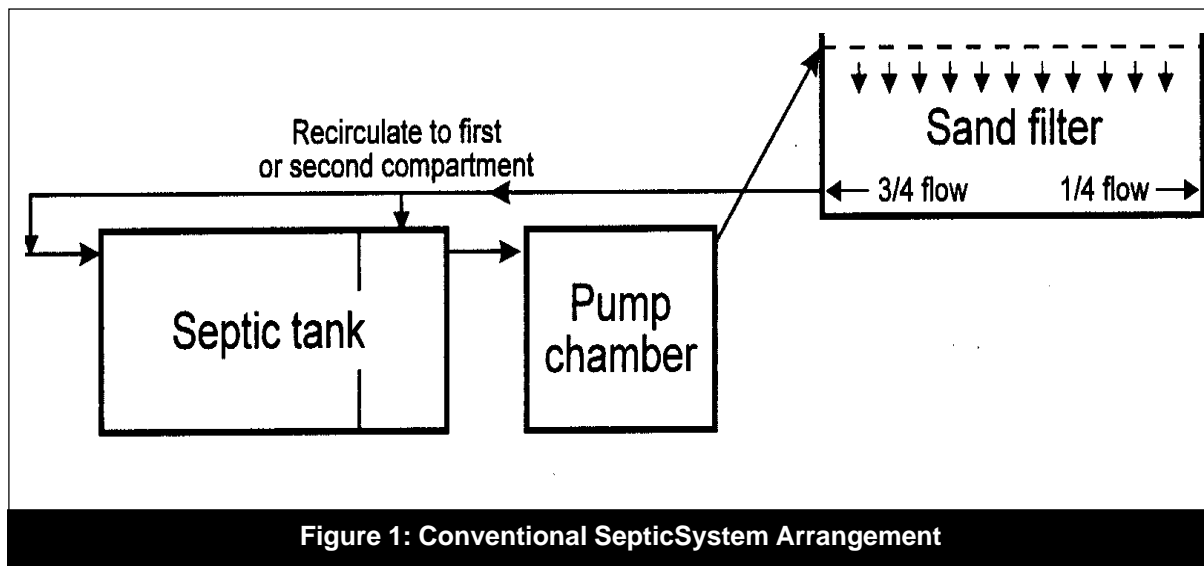 Recirculate to first
or second compartment
Sand filter
3/4 flow
1/4 flow
Septic tank
Pump
chamber
Figure 1: Conventional SepticSystem Arrangement